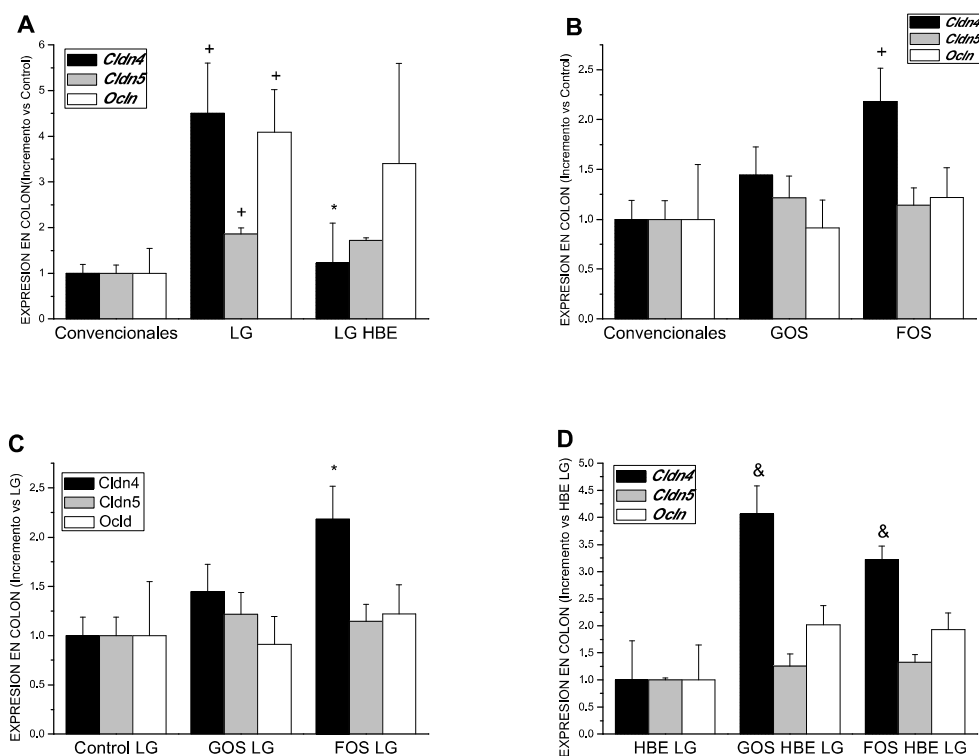 A
EXPRESION EN COLON(Incremento vs Control)
6
5
4
3
2
1
0
Cldn4
Cldn5
Ocln
+
+
+
*
Convencionales LG LG HBE
B
EXPRESION EN COLON (Incremento vs Control)
2.5
2.0
1.5
1.0
0.5
0.0
Cldn4
Cldn5
Ocln
+
Convencionales GOS FOS
C
EXPRESION EN COLON (Incremento vs LG)
2,5
2,0
1,5
1,0
0,5
0,0
Cldn4
Cldn5
Ocld
*
Control LG GOS LG FOS LG
D
EXPRESION EN COLON (Incremento vs HBE LG)
5.0
4.5
4.0
3.5
3.0
2.5
2.0
1.5
1.0
0.5
0.0
Cldn4
Cldn5
Ocln
&
&
HBE LG GOS HBE LG FOS HBE LG